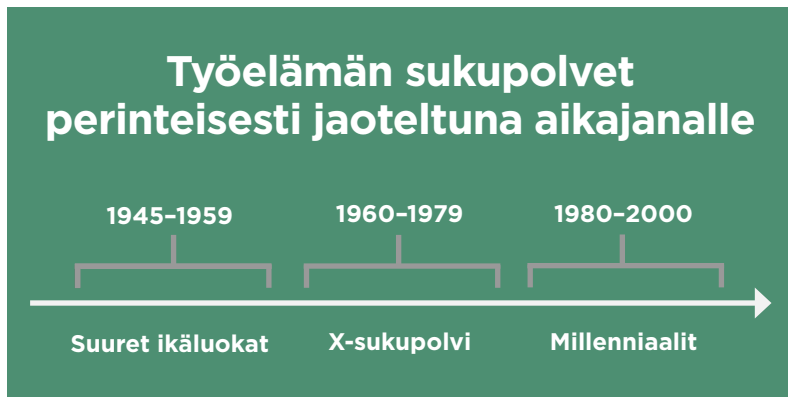 Työelämän sukupolvet
perinteisesti jaoteltuna aikajanalle
1945–1959
1960–1979
1980–2000
Suuret ikäluokat
X-sukupolvi
Millenniaalit